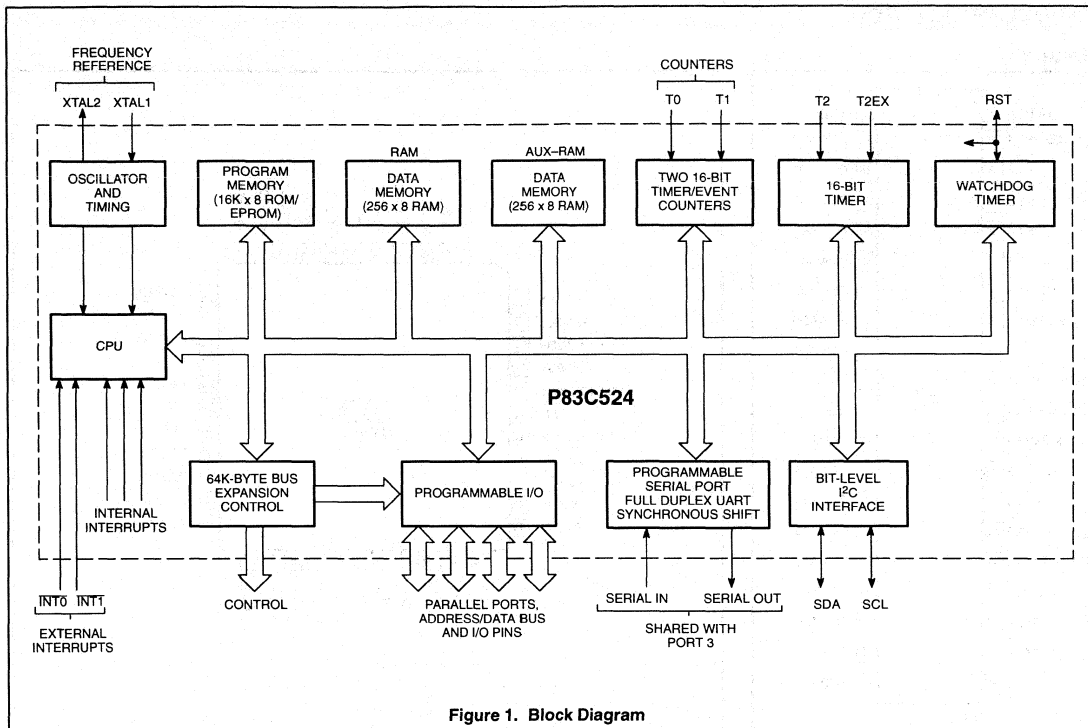 FREQUENCY
REFERENCE
XTAL2 XTAL1
COUNTERS
T0 T1
T2 T2EX
RST
OSCILLATOR
AND
TIMING
PROGRAM
MEMORY
(16K x 8 ROM/
EPROM)
RAM
DATA
MEMORY
(256 x 8 RAM)
AUX–RAM
DATA
MEMORY
(256 x 8 RAM)
TWO 16-BIT
TIMER/EVENT
COUNTERS
16-BIT
TIMER
WATCHDOG
TIMER
CPU
P83C524
64K-BYTE BUS
EXPANSION
CONTROL
PROGRAMMABLE I/O
PROGRAMMABLE
SERIAL PORT
FULL DUPLEX UART
SYNCHRONOUS SHIFT
BIT-LEVEL
I²C
INTERFACE
INTERNAL
INTERRUPTS
INT0 INT1
EXTERNAL
INTERRUPTS
CONTROL
PARALLEL PORTS,
ADDRESS/DATA BUS
AND I/O PINS
SERIAL IN SERIAL OUT
SHARED WITH
PORT 3
SDA SCL
Figure 1. Block Diagram